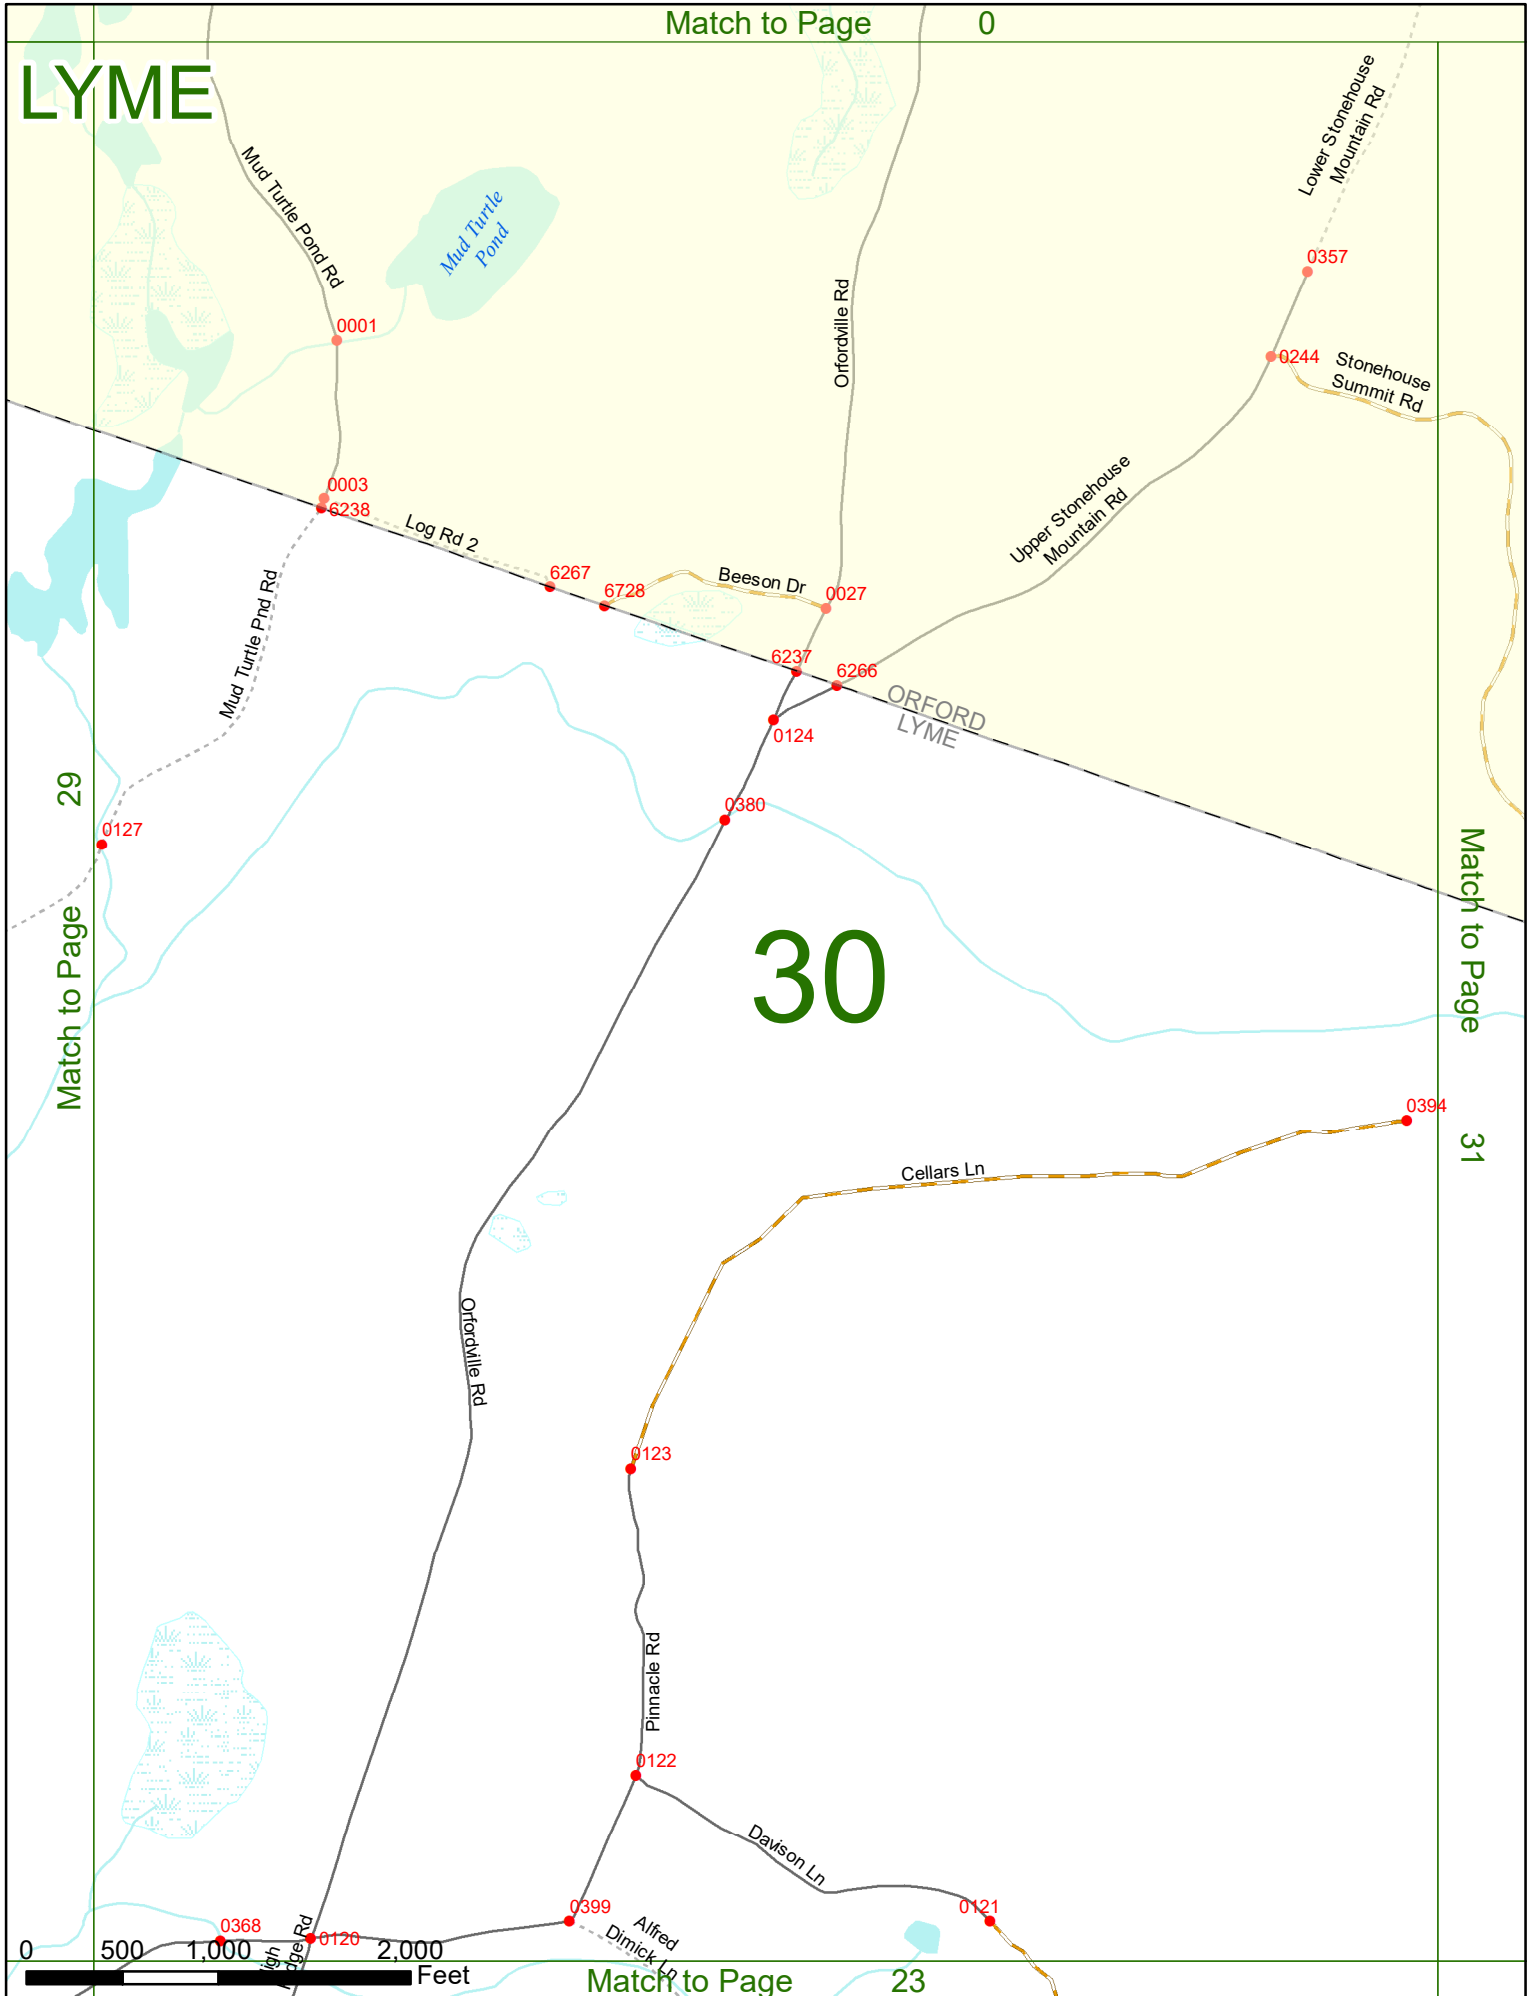 Match to Page 0
LYME
Lower Stonehouse
Mountain Rd
Mud Turtle Pond Rd
Mud Turtle
Pond
0357
Orfordville Rd
0001
0244
Stonehouse
Summit Rd
Upper Stonehouse
Mountain Rd
0003
6238
Log Rd 2
6267
6728
Beeson Dr
0027
Mud Turtle Pnd Rd
6237
6266
ORFORD
LYME
0124
0380
0127
Match to Page 29
30
Match to Page 31
0394
Cellars Ln
Orfordville Rd
0123
Pinnacle Rd
0122
Davison Ln
0121
0399
Alfred
Dimick Ln
0368
0120
0 500 1,000 2,000
Feet
Match to Page 23